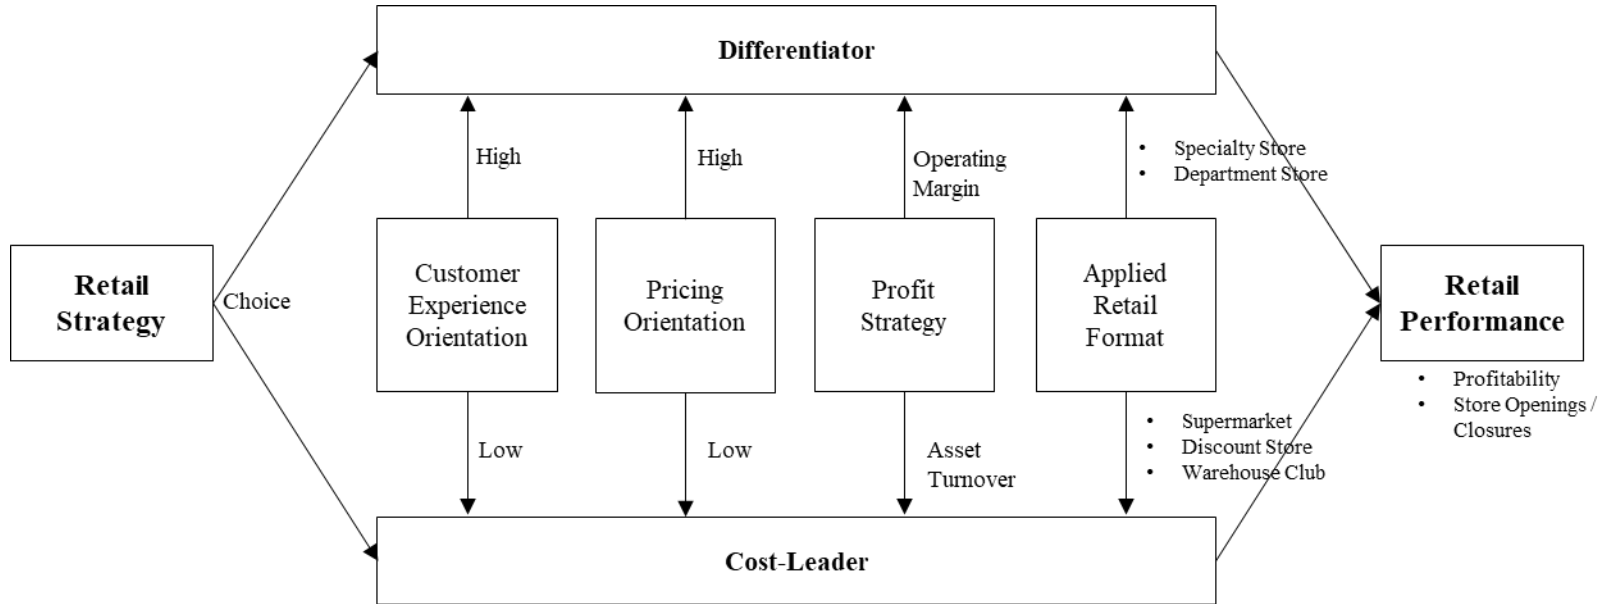 Differentiator
High
High
Operating
Margin
• Specialty Store
• Department Store
Retail
Strategy
Choice
Customer
Experience
Orientation
Pricing
Orientation
Profit
Strategy
Applied
Retail
Format
Retail
Performance
• Profitability
• Store Openings /
Closures
Low
Low
Asset
Turnover
• Supermarket
• Discount Store
• Warehouse Club
Cost-Leader